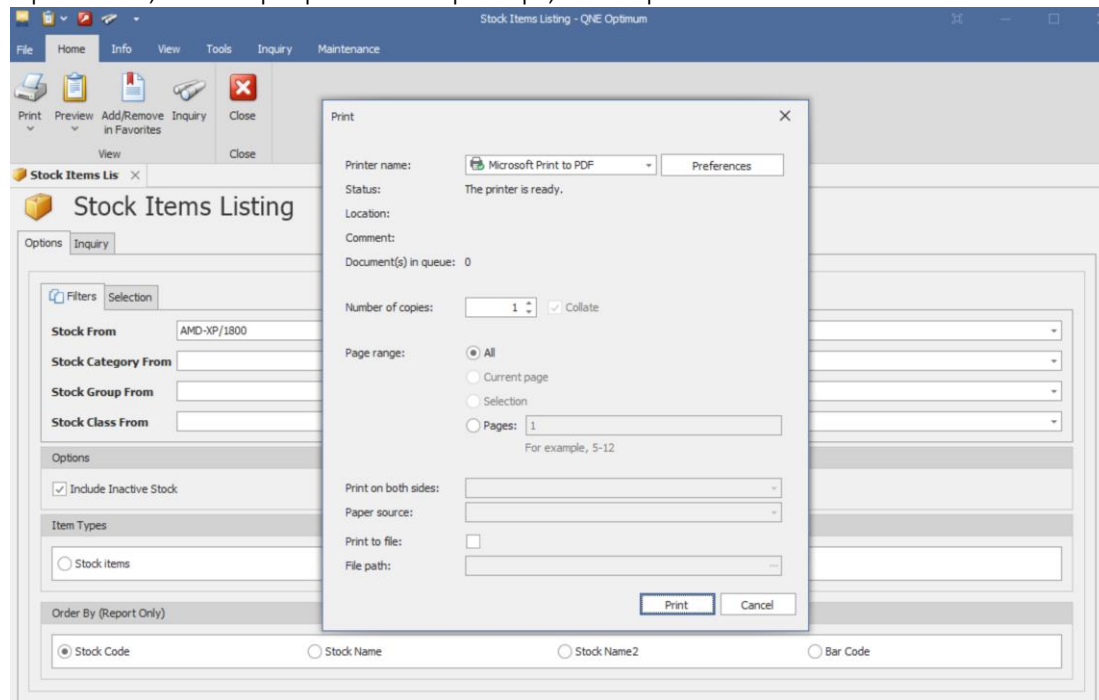 Stock Items Listing - QNE Optimum
File Home Info View Tools Inquiry Maintenance
Print Preview Add/Remove in Favorites Inquiry Close
View Close
Stock Items Lis
Stock Items Listing
Options Inquiry
Filters Selection
Stock From AMD-XP/1800
Stock Category From
Stock Group From
Stock Class From
Options
Include Inactive Stock
Item Types
Stock items
Order By (Report Only)
Stock Code Stock Name Stock Name2 Bar Code
Print
Printer name: Microsoft Print to PDF Preferences
Status: The printer is ready.
Location:
Comment:
Document(s) in queue: 0
Number of copies: 1 Collate
Page range: All
Current page
Selection
Pages: 1
For example, 5-12
Print on both sides:
Paper source:
Print to file:
File path:
Print Cancel